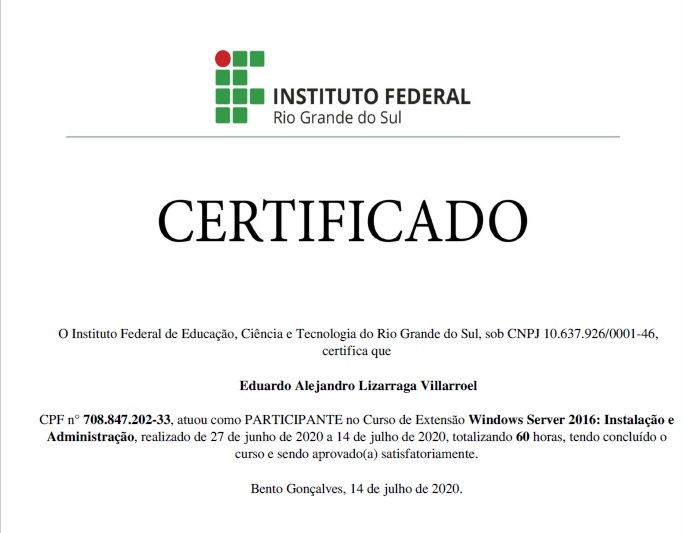 INSTITUTO FEDERAL
Rio Grande do Sul
CERTIFICADO
O Instituto Federal de Educação, Ciência e Tecnologia do Rio Grande do Sul, sob CNPJ 10.637.926/0001-46,
certifica que
Eduardo Alejandro Lizarraga Villarroel
CPF n° 708.847.202-33, atuou como PARTICIPANTE no Curso de Extensão Windows Server 2016: Instalação e
Administração, realizado de 27 de junho de 2020 a 14 de julho de 2020, totalizando 60 horas, tendo concluído o
curso e sendo aprovado(a) satisfatoriamente.
Bento Gonçalves, 14 de julho de 2020.